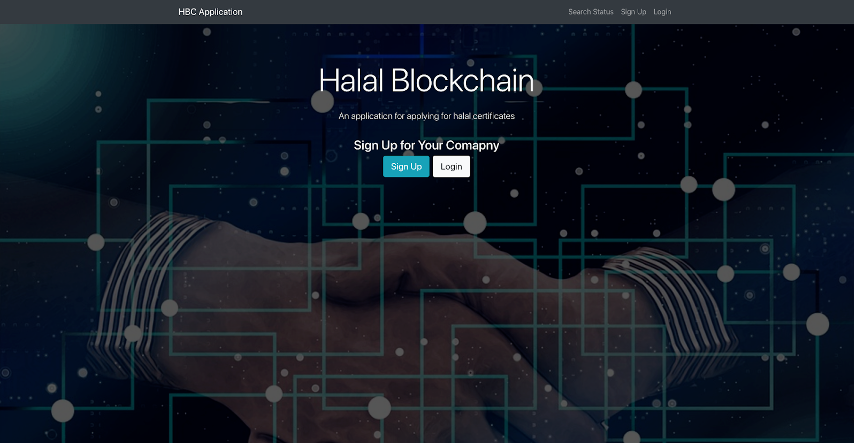 HBC Application
Search Status Sign Up Login
Halal Blockchain
An application for applying for halal certificates
Sign Up for Your Comapny
Sign Up Login